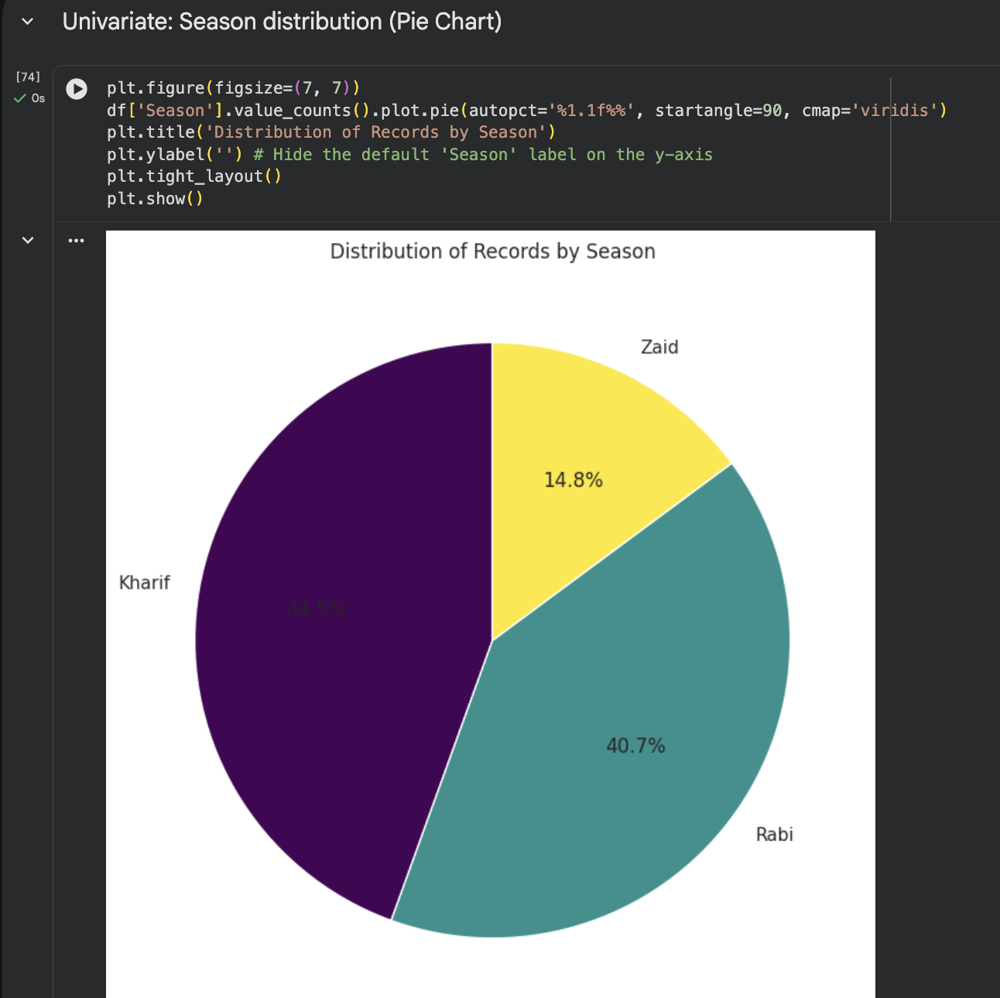 Univariate: Season distribution (Pie Chart)
[74]
0s
plt.figure(figsize=(7, 7))
df['Season'].value_counts().plot.pie(autopct='%1.1f%%', startangle=90, cmap='viridis')
plt.title('Distribution of Records by Season')
plt.ylabel('') # Hide the default 'Season' label on the y-axis
plt.tight_layout()
plt.show()
Distribution of Records by Season
Zaid
14.8%
Kharif
44.5%
40.7%
Rabi